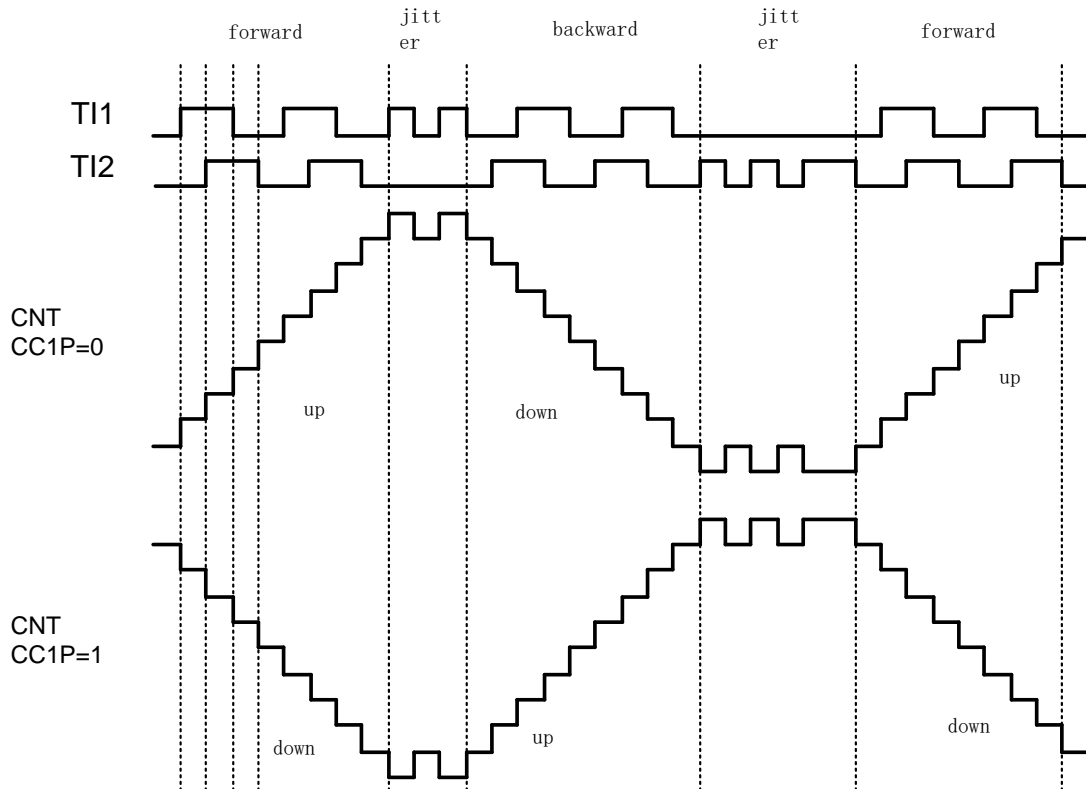 forward
jitt
er
backward
jitt
er
forward
TI1
TI2
CNT
CC1P=0
up
down
up
CNT
CC1P=1
down
up
down